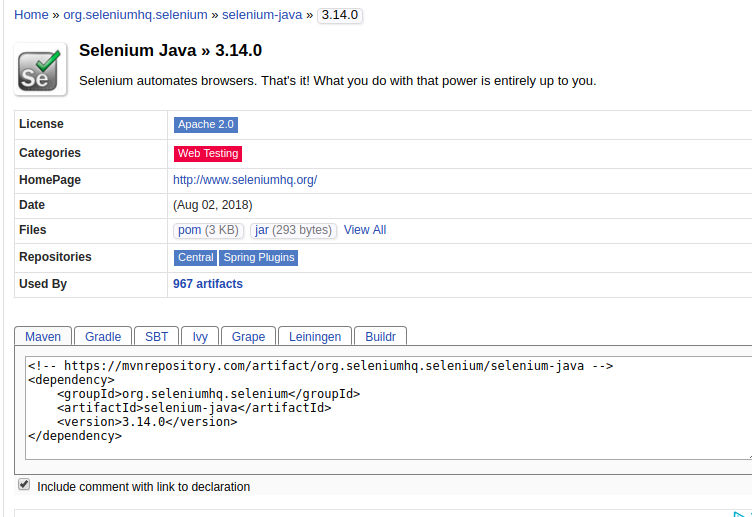 Home » org.seleniumhq.selenium » selenium-java » 3.14.0
Se
Selenium Java » 3.14.0
Selenium automates browsers. That's it! What you do with that power is entirely up to you.
License Apache 2.0
Categories Web Testing
HomePage http://www.seleniumhq.org/
Date (Aug 02, 2018)
Files pom (3 KB) jar (293 bytes) View All
Repositories Central Spring Plugins
Used By 967 artifacts
Maven Gradle SBT Ivy Grape Leiningen Buildr
<!-- https://mvnrepository.com/artifact/org.seleniumhq.selenium/selenium-java -->
<dependency>
    <groupId>org.seleniumhq.selenium</groupId>
    <artifactId>selenium-java</artifactId>
    <version>3.14.0</version>
</dependency>
Include comment with link to declaration